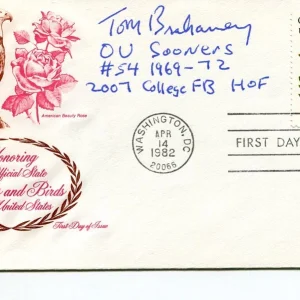 Tom Brahaney
OU Sooners
#54 1969-72
2007 College FB HOF
American Beauty Rose
WASHINGTON, DC
APR
14
1982
20066
FIRST DAY
Honoring
Official State
and Birds
United States
First Day of Issue